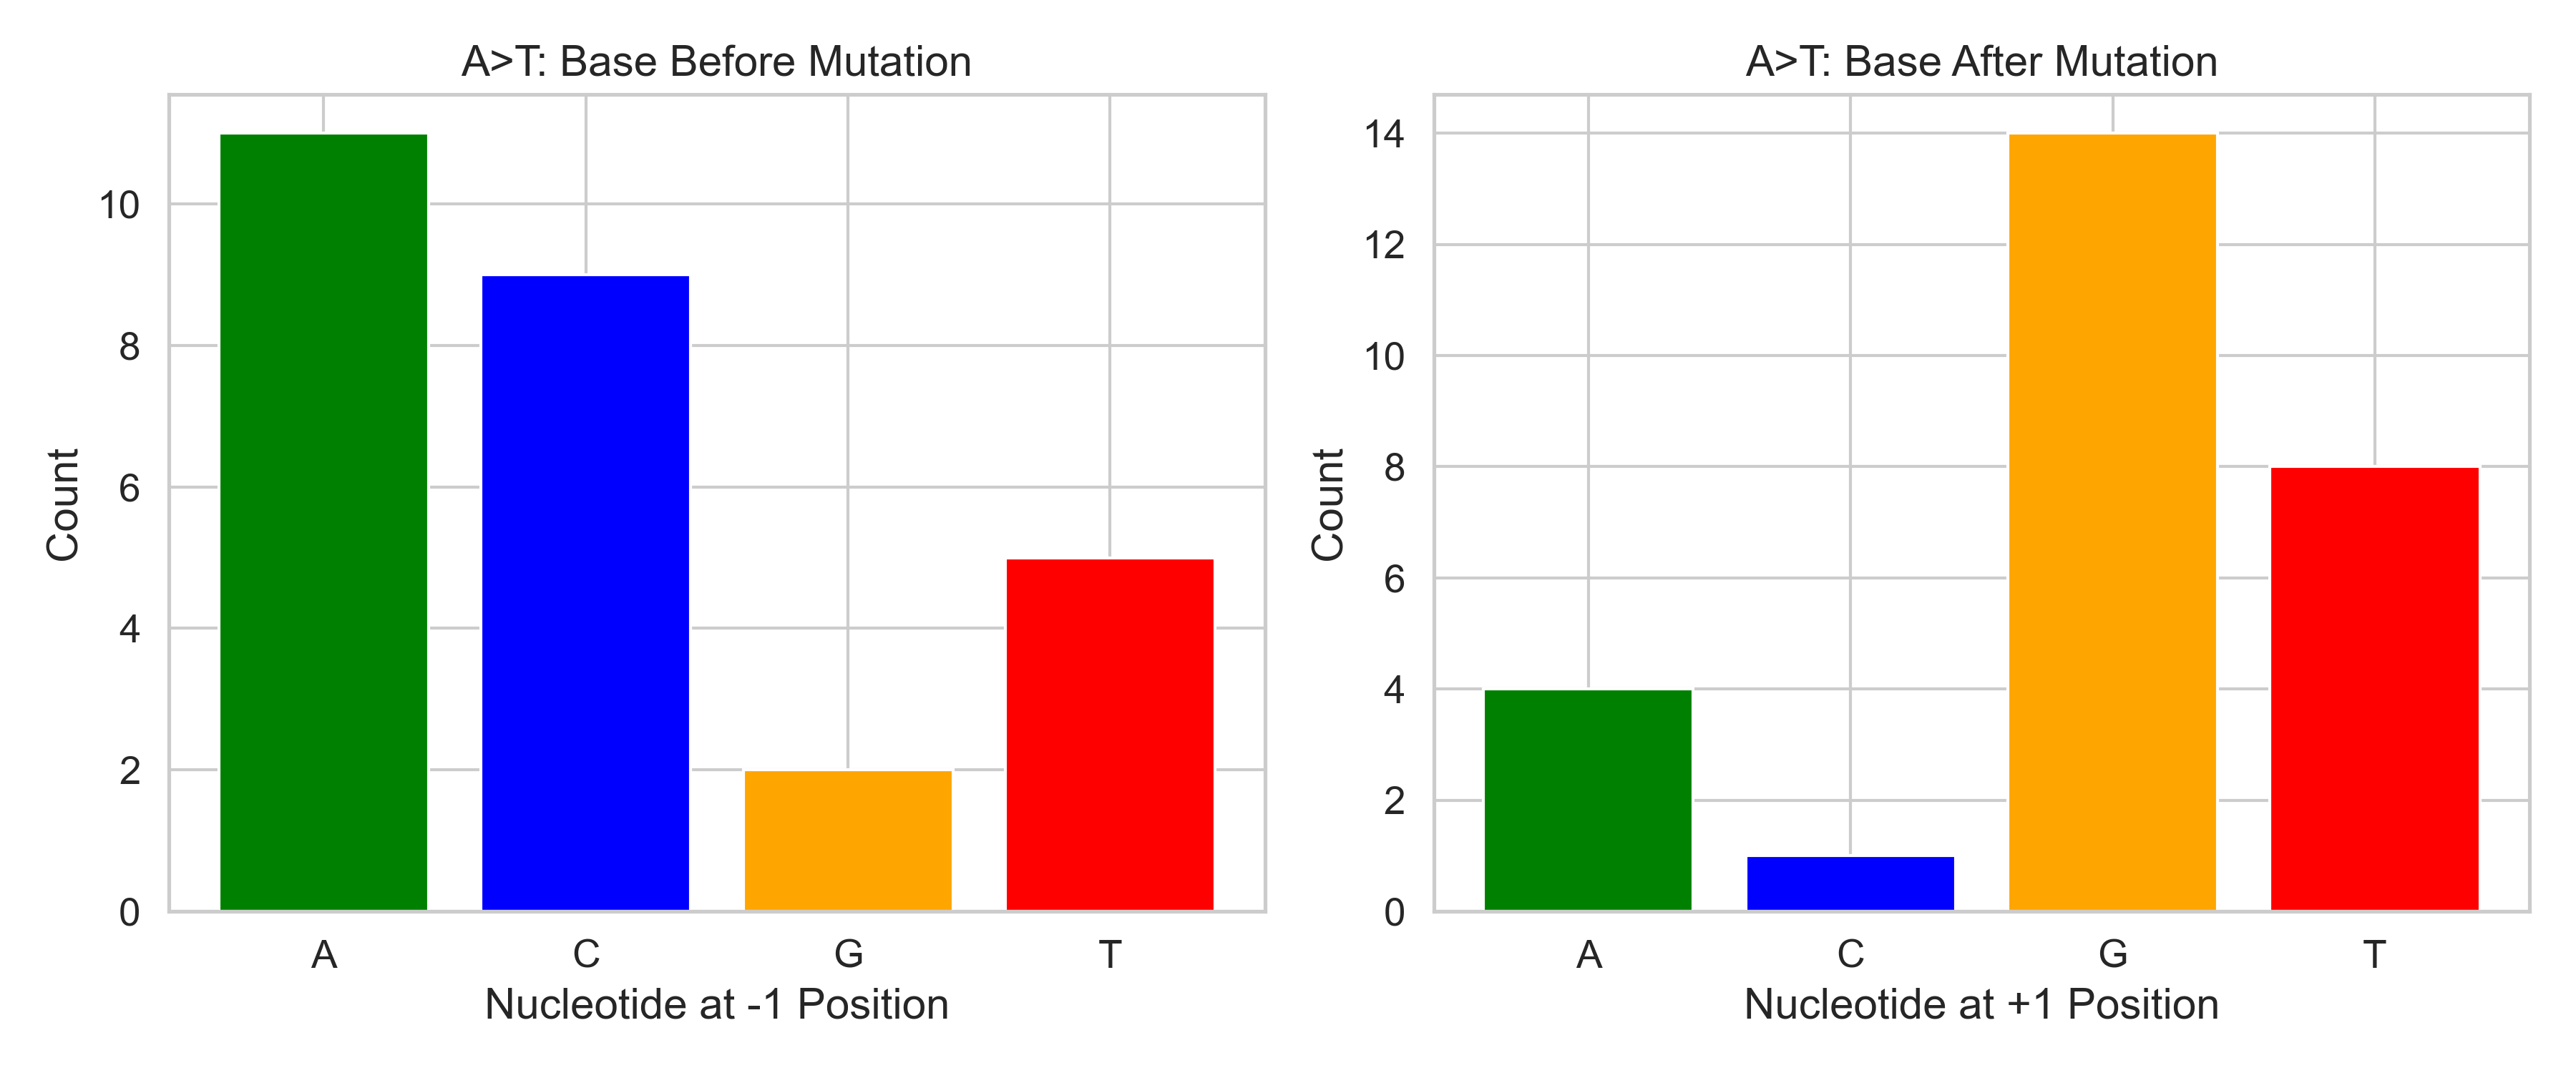 A>T: Base Before Mutation
Count
10
8
6
4
2
0
A C G T
Nucleotide at -1 Position
A>T: Base After Mutation
Count
14
12
10
8
6
4
2
0
A C G T
Nucleotide at +1 Position